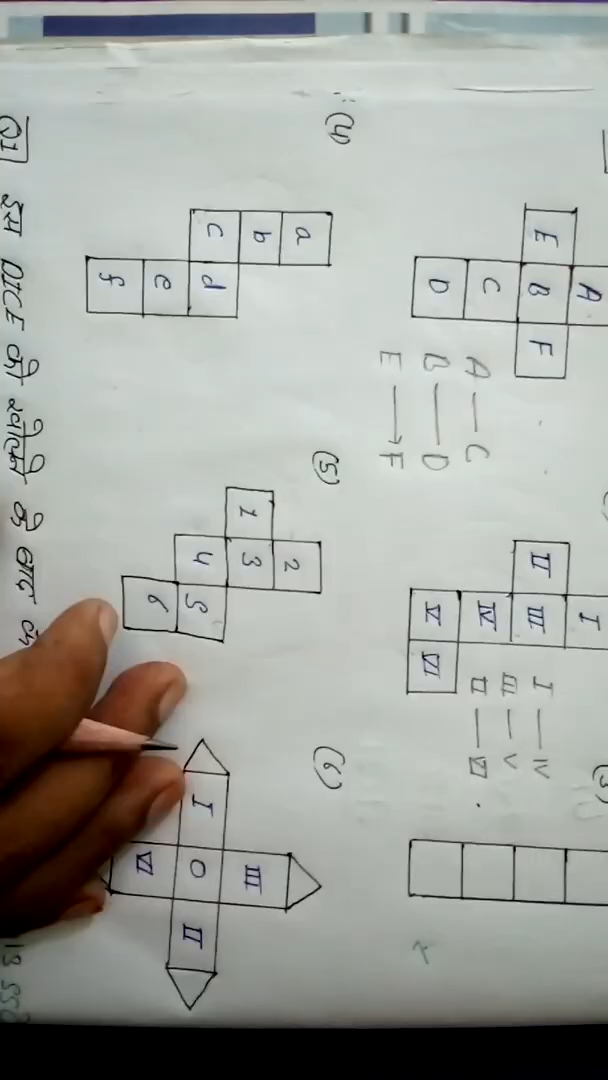 A
E B F
C
D
A — C
B — D
E — F
I
II III
IV
V VI
I — IV
III — V
II — VI
(4)
a
b
c d
e
f
(5)
2
1 3
4 5
6
(6)
III
I O II
VI
Q1 इस DICE को खोलने के बाद